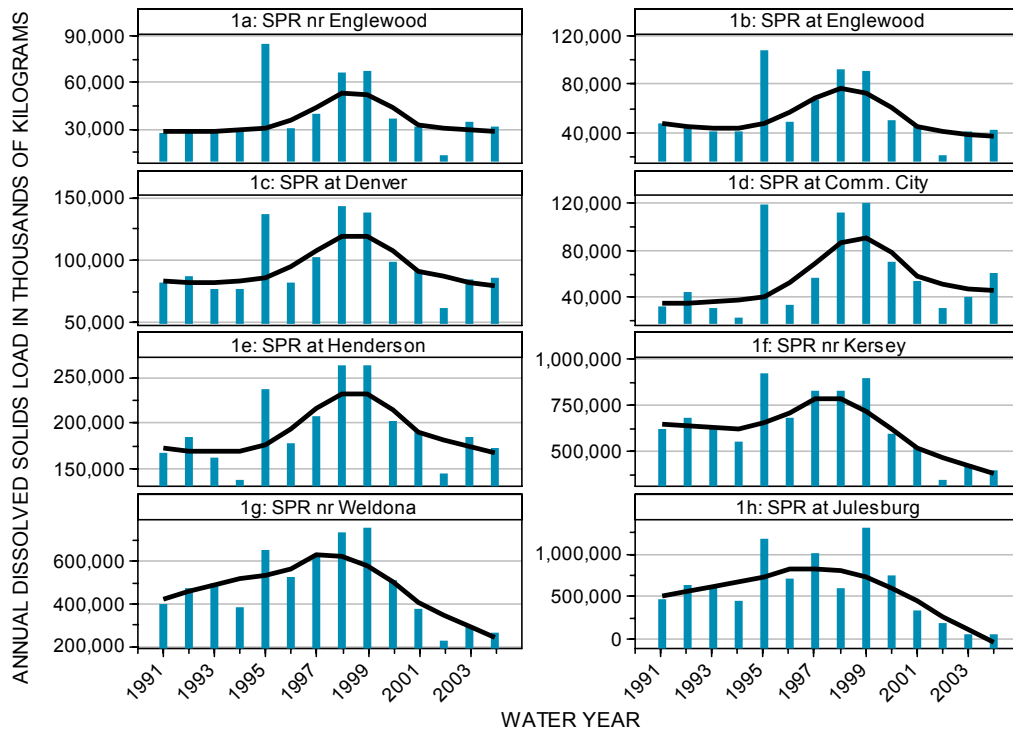 ANNUAL DISSOLVED SOLIDS LOAD IN THOUSANDS OF KILOGRAMS
1a: SPR nr Englewood
90,000
60,000
30,000
1b: SPR at Englewood
120,000
80,000
40,000
1c: SPR at Denver
150,000
100,000
50,000
1d: SPR at Comm. City
120,000
80,000
40,000
1e: SPR at Henderson
250,000
200,000
150,000
1f: SPR nr Kersey
1,000,000
750,000
500,000
1g: SPR nr Weldona
600,000
400,000
200,000
1h: SPR at Julesburg
1,000,000
500,000
0
1991 1993 1995 1997 1999 2001 2003
1991 1993 1995 1997 1999 2001 2003
WATER YEAR